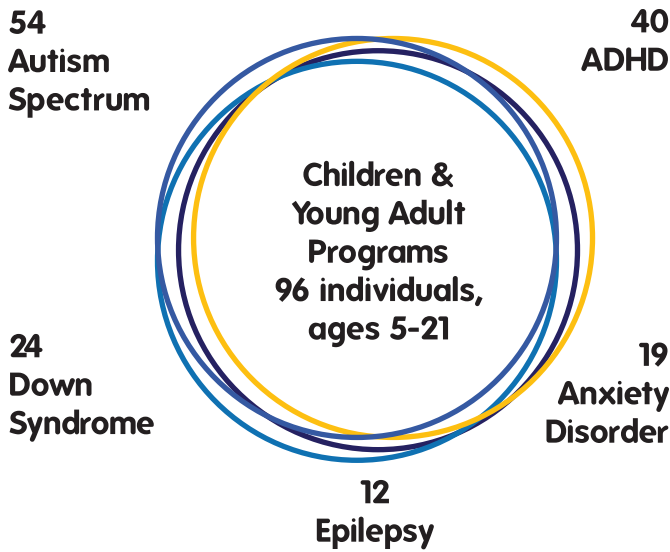 54
Autism
Spectrum
40
ADHD
Children &
Young Adult
Programs
96 individuals,
ages 5-21
24
Down
Syndrome
19
Anxiety
Disorder
12
Epilepsy